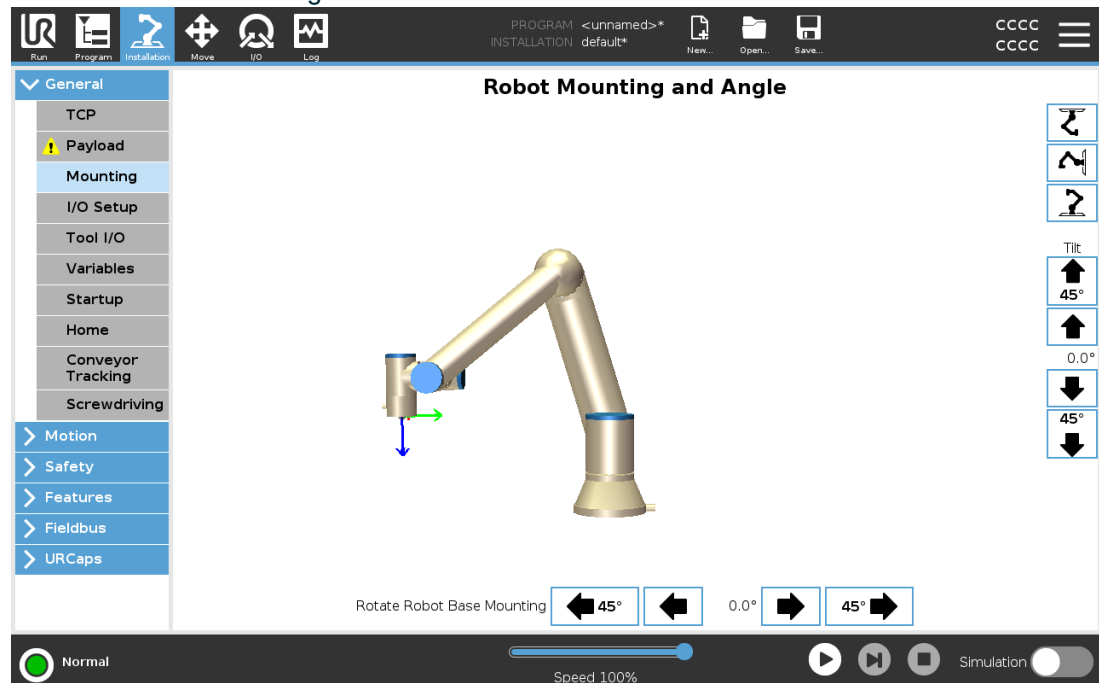 PROGRAM <unnamed>*
INSTALLATION default*
CCCC
CCCC
Run Program Installation Move I/O Log New... Open... Save...
General
TCP
Payload
Mounting
I/O Setup
Tool I/O
Variables
Startup
Home
Conveyor
Tracking
Screwdriving
Motion
Safety
Features
Fieldbus
URCaps
Robot Mounting and Angle
Tilt
45°
0.0°
45°
Rotate Robot Base Mounting 45° 0.0° 45°
Normal
Speed 100%
Simulation